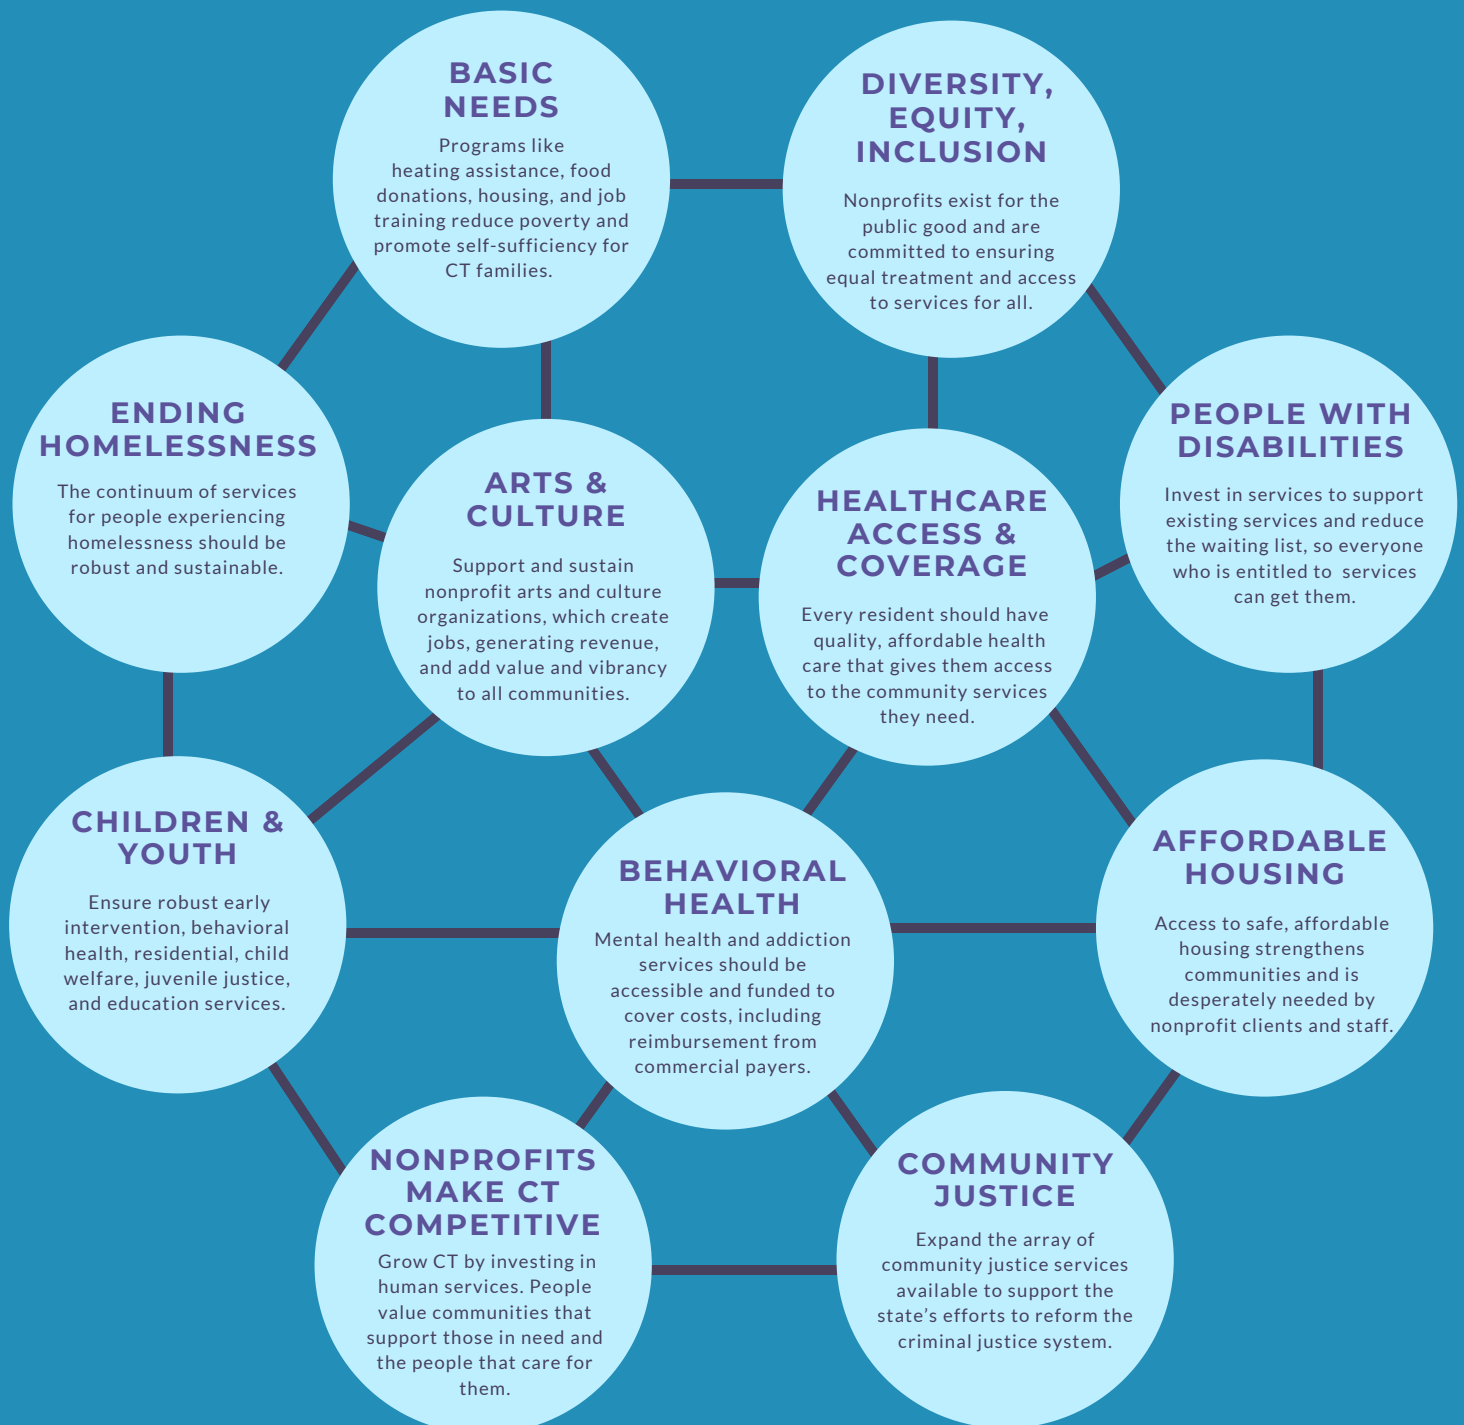 BASIC
NEEDS
Programs like
heating assistance, food
donations, housing, and job
training reduce poverty and
promote self-sufficiency for
CT families.
DIVERSITY,
EQUITY,
INCLUSION
Nonprofits exist for the
public good and are
committed to ensuring
equal treatment and access
to services for all.
ENDING
HOMELESSNESS
The continuum of services
for people experiencing
homelessness should be
robust and sustainable.
ARTS &
CULTURE
Support and sustain
nonprofit arts and culture
organizations, which create
jobs, generating revenue,
and add value and vibrancy
to all communities.
HEALTHCARE
ACCESS &
COVERAGE
Every resident should have
quality, affordable health
care that gives them access
to the community services
they need.
PEOPLE WITH
DISABILITIES
Invest in services to support
existing services and reduce
the waiting list, so everyone
who is entitled to  services
can get them.
CHILDREN &
YOUTH
Ensure robust early
intervention, behavioral
health, residential, child
welfare, juvenile justice,
and education services.
BEHAVIORAL
HEALTH
Mental health and addiction
services should be
accessible and funded to
cover costs, including
reimbursement from
commercial payers.
AFFORDABLE
HOUSING
Access to safe, affordable
housing strengthens
communities and is
desperately needed by
nonprofit clients and staff.
NONPROFITS
MAKE CT
COMPETITIVE
Grow CT by investing in
human services. People
value communities that
support those in need and
the people that care for
them.
COMMUNITY
JUSTICE
Expand the array of
community justice services
available to support the
state’s efforts to reform the
criminal justice system.